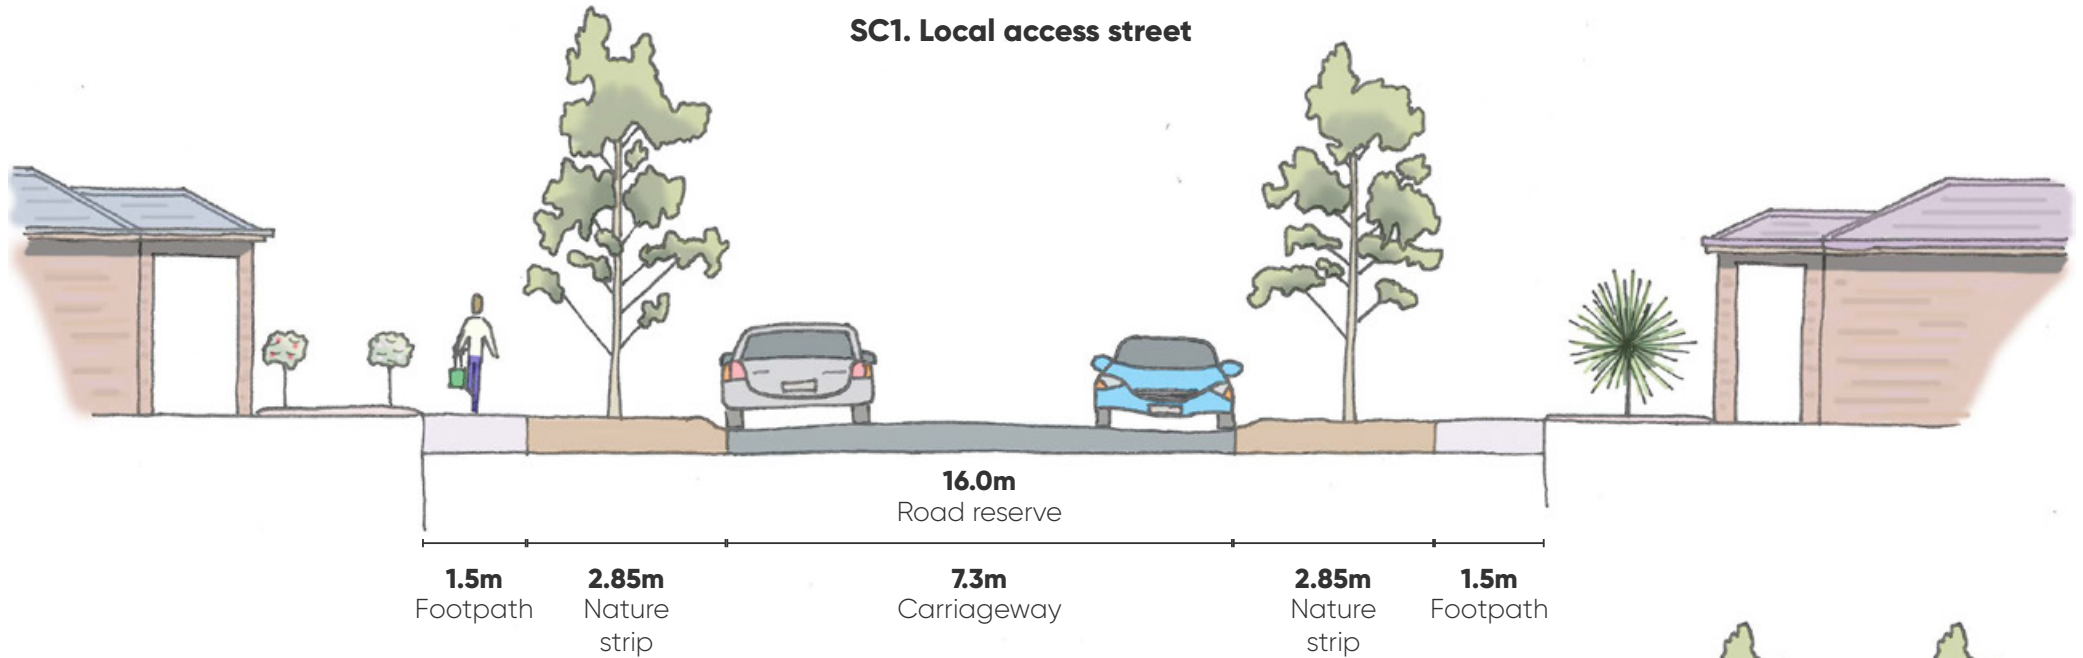 SC1. Local access street
16.0m
Road reserve
1.5m
Footpath
2.85m
Nature
strip
7.3m
Carriageway
2.85m
Nature
strip
1.5m
Footpath